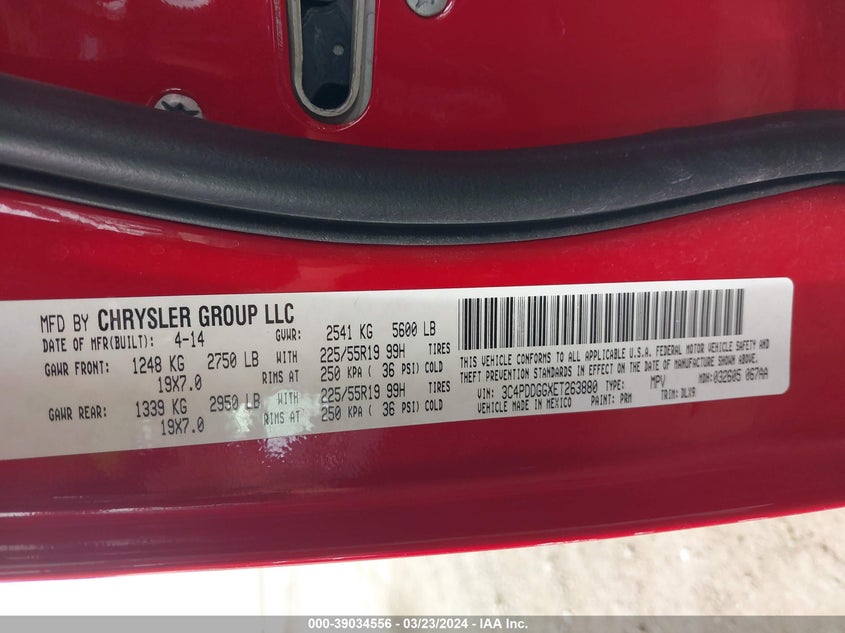 MFD BY CHRYSLER GROUP LLC
DATE OF MFR(BUILT): 4-14 GVWR: 2541 KG 5600 LB
GAWR FRONT: 1248 KG 2750 LB WITH 225/55R19 99H TIRES
19X7.0 RIMS AT 250 KPA ( 36 PSI) COLD
GAWR REAR: 1339 KG 2950 LB WITH 225/55R19 99H TIRES
19X7.0 RIMS AT 250 KPA ( 36 PSI) COLD
THIS VEHICLE CONFORMS TO ALL APPLICABLE U.S.A. FEDERAL MOTOR VEHICLE SAFETY AND
THEFT PREVENTION STANDARDS IN EFFECT ON THE DATE OF MANUFACTURE SHOWN ABOVE.
VIN: 3C4PDDGGXET263880 TYPE: MPV MDH: 032605 067AA
VEHICLE MADE IN MEXICO PAINT: PRM TRIM: DLX9
000-39034556 — 03/23/2024 — IAA Inc.